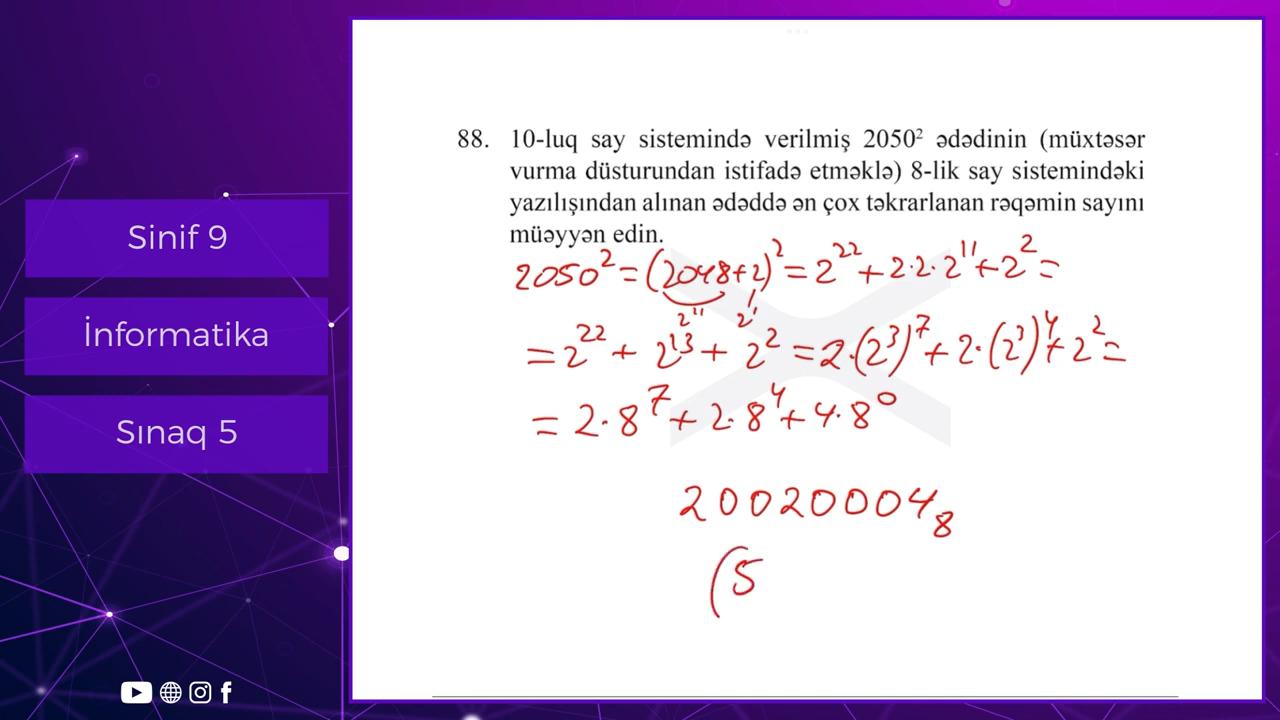 Sinif 9
İnformatika
Sınaq 5
88. 10-luq say sistemində verilmiş 2050² ədədinin (müxtəsər
vurma düsturundan istifadə etməklə) 8-lik say sistemindəki
yazılışından alınan ədəddə ən çox təkrarlanan rəqəmin sayını
müəyyən edin.
2050² = (2048+2)² = 2²² + 2·2·2¹¹ + 2² =
2¹¹ 2¹
= 2²² + 2¹³ + 2² = 2·(2³)⁷ + 2·(2³)⁴ + 2² =
= 2·8⁷ + 2·8⁴ + 4·8⁰
20020004₈
(5